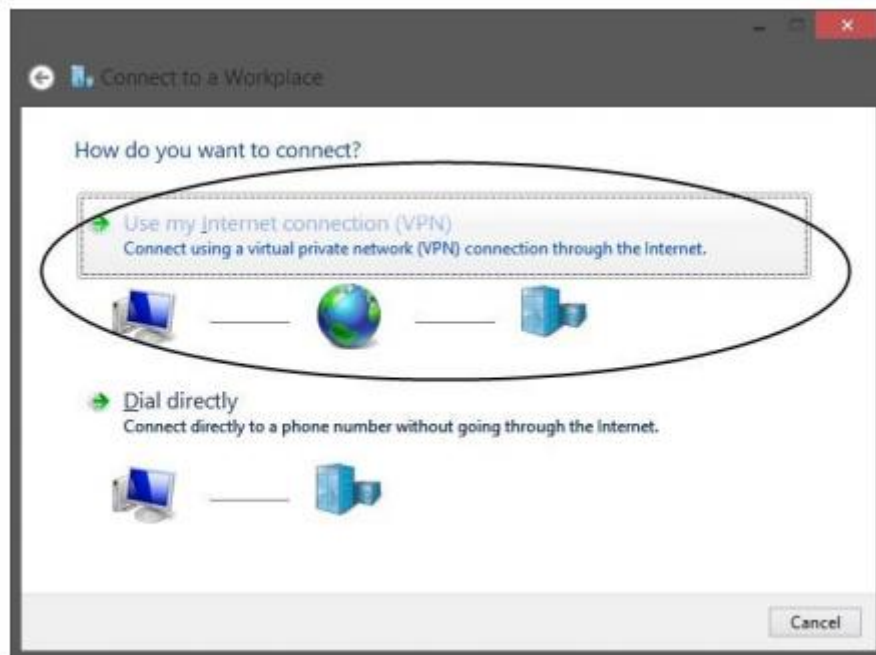 Connect to a Workplace
How do you want to connect?
Use my Internet connection (VPN)
Connect using a virtual private network (VPN) connection through the Internet.
Dial directly
Connect directly to a phone number without going through the Internet.
Cancel